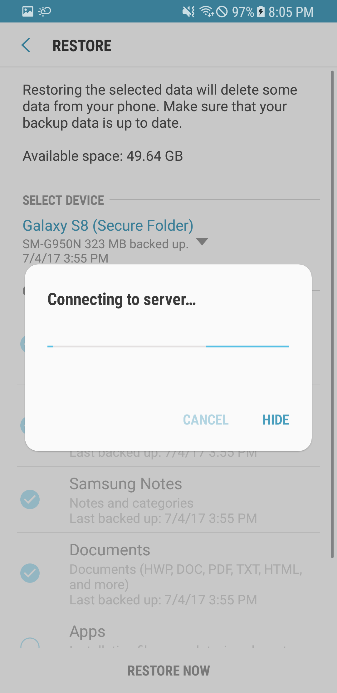 97% 8:05 PM
RESTORE
Restoring the selected data will delete some
data from your phone. Make sure that your
backup data is up to date.
Available space: 49.64 GB
SELECT DEVICE
Galaxy S8 (Secure Folder)
SM-G950N 323 MB backed up.
7/4/17 3:55 PM
Connecting to server...
CANCEL HIDE
Last backed up: 7/4/17 3:55 PM
Samsung Notes
Notes and categories
Last backed up: 7/4/17 3:55 PM
Documents
Documents (HWP, DOC, PDF, TXT, HTML,
and more)
Last backed up: 7/4/17 3:55 PM
Apps
RESTORE NOW